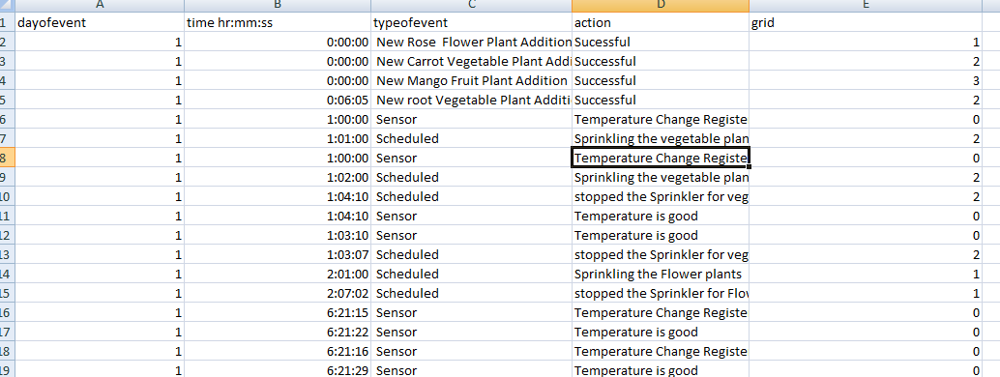 A B C D E
1 dayofevent time hr:mm:ss typeofevent action grid
2 1 0:00:00 New Rose Flower Plant Addition Sucessful 1
3 1 0:00:00 New Carrot Vegetable Plant Addi Successful 2
4 1 0:00:00 New Mango Fruit Plant Addition Successful 3
5 1 0:06:05 New root Vegetable Plant Additi Successful 2
6 1 1:00:00 Sensor Temperature Change Registe 0
7 1 1:01:00 Scheduled Sprinkling the vegetable plan 2
8 1 1:00:00 Sensor Temperature Change Registe 0
9 1 1:02:00 Scheduled Sprinkling the vegetable plan 2
10 1 1:04:10 Scheduled stopped the Sprinkler for veg 2
11 1 1:04:10 Sensor Temperature is good 0
12 1 1:03:10 Sensor Temperature is good 0
13 1 1:03:07 Scheduled stopped the Sprinkler for veg 2
14 1 2:01:00 Scheduled Sprinkling the Flower plants 1
15 1 2:07:02 Scheduled stopped the Sprinkler for Flov 1
16 1 6:21:15 Sensor Temperature Change Registe 0
17 1 6:21:22 Sensor Temperature is good 0
18 1 6:21:16 Sensor Temperature Change Registe 0
19 1 6:21:29 Sensor Temperature is good 0